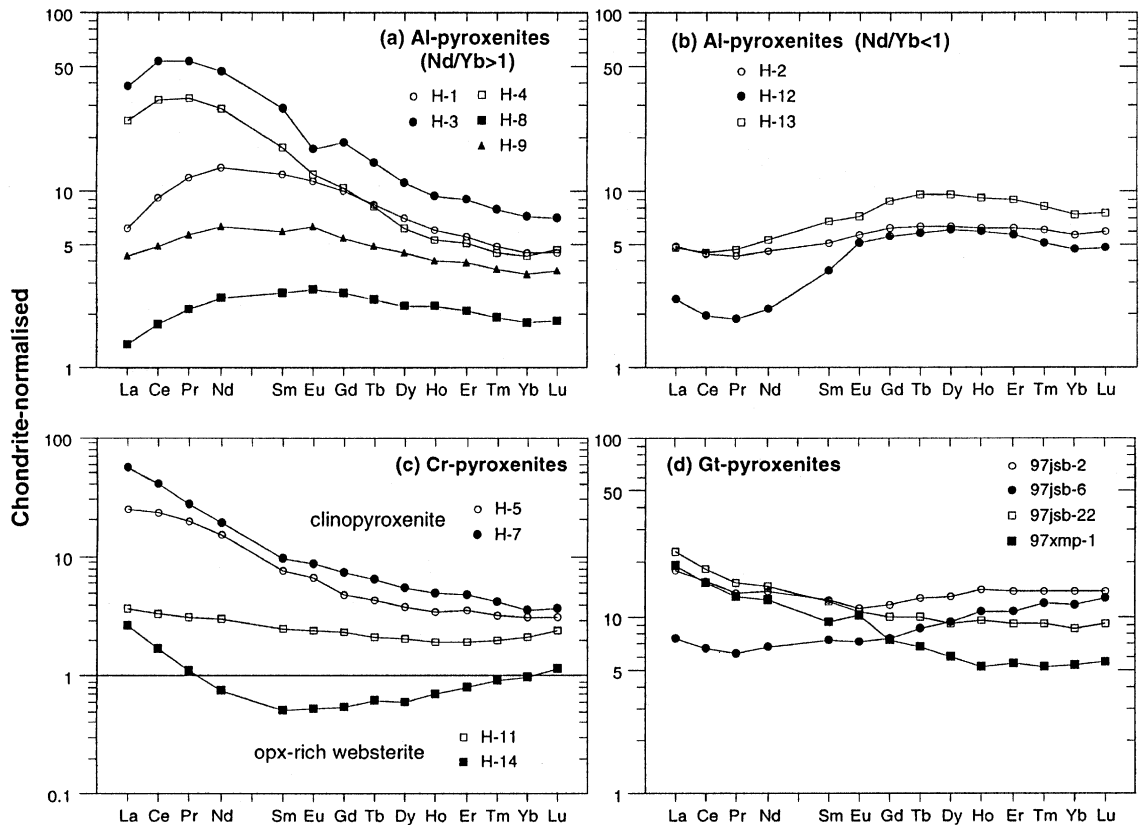 Chondrite-normalised
(a) Al-pyroxenites
(Nd/Yb>1)
H-1 H-4
H-3 H-8
H-9
100
50
10
5
1
La Ce Pr Nd Sm Eu Gd Tb Dy Ho Er Tm Yb Lu
(b) Al-pyroxenites (Nd/Yb<1)
H-2
H-12
H-13
100
50
10
5
1
La Ce Pr Nd Sm Eu Gd Tb Dy Ho Er Tm Yb Lu
(c) Cr-pyroxenites
clinopyroxenite
H-5
H-7
opx-rich websterite
H-11
H-14
100
10
1
0.1
La Ce Pr Nd Sm Eu Gd Tb Dy Ho Er Tm Yb Lu
(d) Gt-pyroxenites
97jsb-2
97jsb-6
97jsb-22
97xmp-1
100
50
10
5
1
La Ce Pr Nd Sm Eu Gd Tb Dy Ho Er Tm Yb Lu